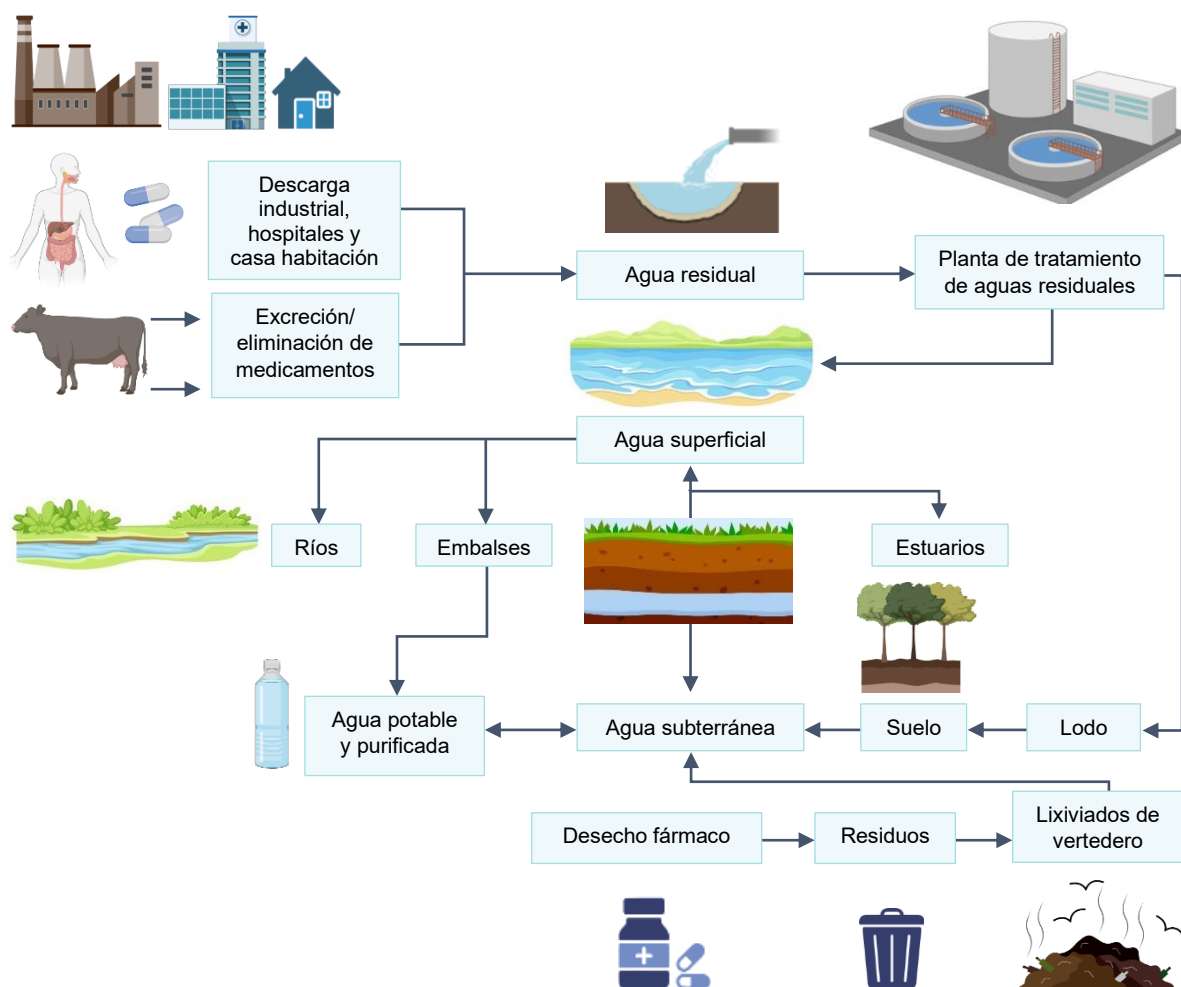 Descarga
industrial,
hospitales y
casa habitación
Agua residual
Planta de tratamiento
de aguas residuales
Excreción/
eliminación de
medicamentos
Agua superficial
Ríos
Embalses
Estuarios
Agua potable
y purificada
Agua subterránea
Suelo
Lodo
Desecho fármaco
Residuos
Lixiviados de
vertedero